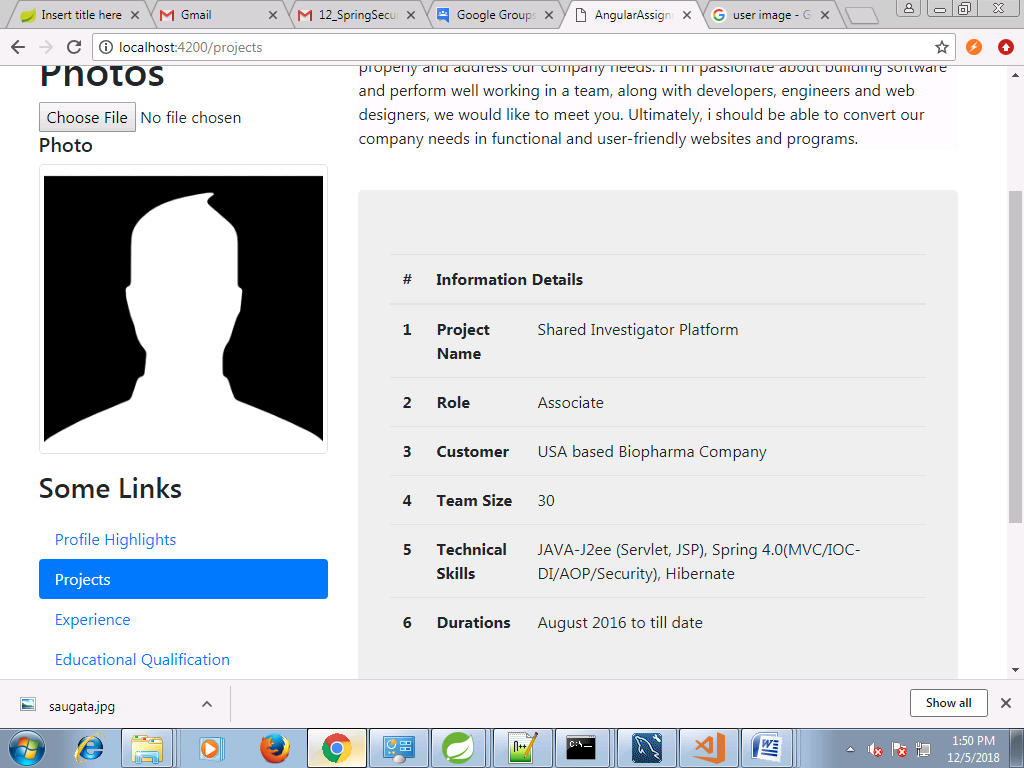 Insert title here
Gmail
12_SpringSecur
Google Groups
AngularAssignm
user image - G
localhost:4200/projects
Photos
Choose File No file chosen
Photo
Some Links
Profile Highlights
Projects
Experience
Educational Qualification
properly and address our company needs. If I'm passionate about building software
and perform well working in a team, along with developers, engineers and web
designers, we would like to meet you. Ultimately, i should be able to convert our
company needs in functional and user-friendly websites and programs.
# Information Details
1 Project Name Shared Investigator Platform
2 Role Associate
3 Customer USA based Biopharma Company
4 Team Size 30
5 Technical Skills JAVA-J2ee (Servlet, JSP), Spring 4.0(MVC/IOC-
DI/AOP/Security), Hibernate
6 Durations August 2016 to till date
saugata.jpg
Show all
1:50 PM
12/5/2018